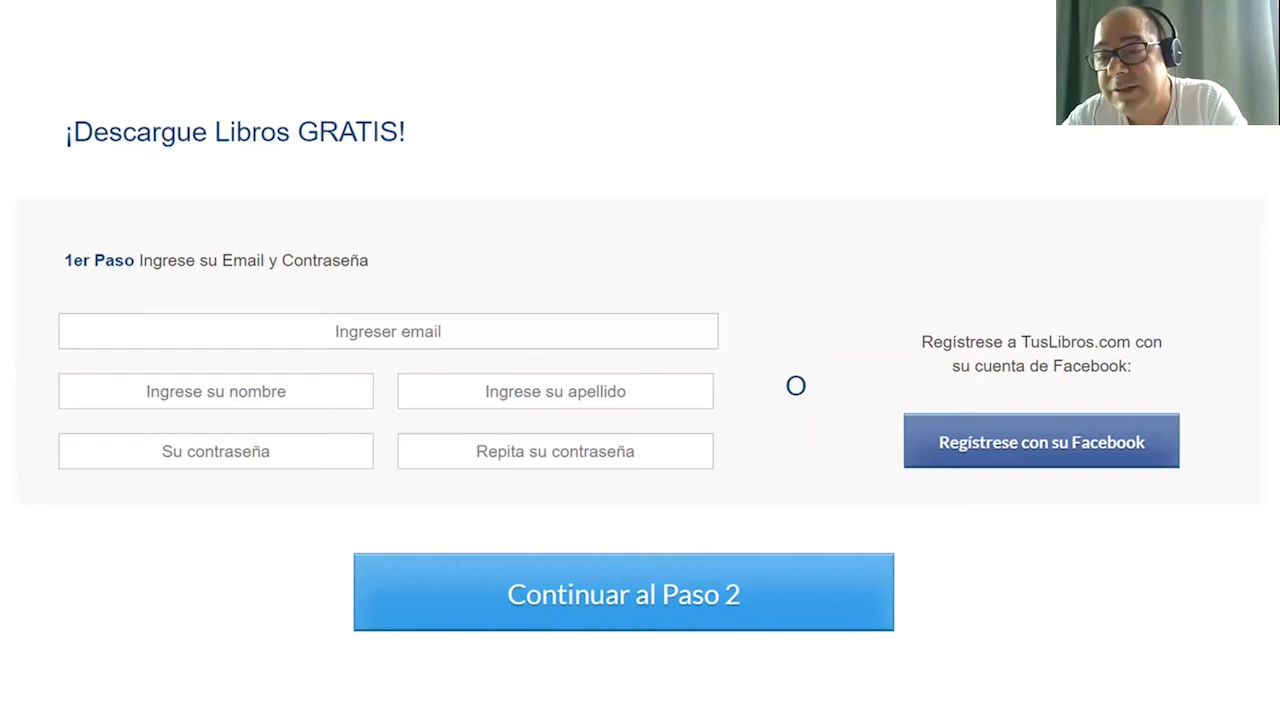 ¡Descargue Libros GRATIS!
1er Paso Ingrese su Email y Contraseña
Ingreser email
Ingrese su nombre
Ingrese su apellido
Su contraseña
Repita su contraseña
O
Regístrese a TusLibros.com con
su cuenta de Facebook:
Regístrese con su Facebook
Continuar al Paso 2